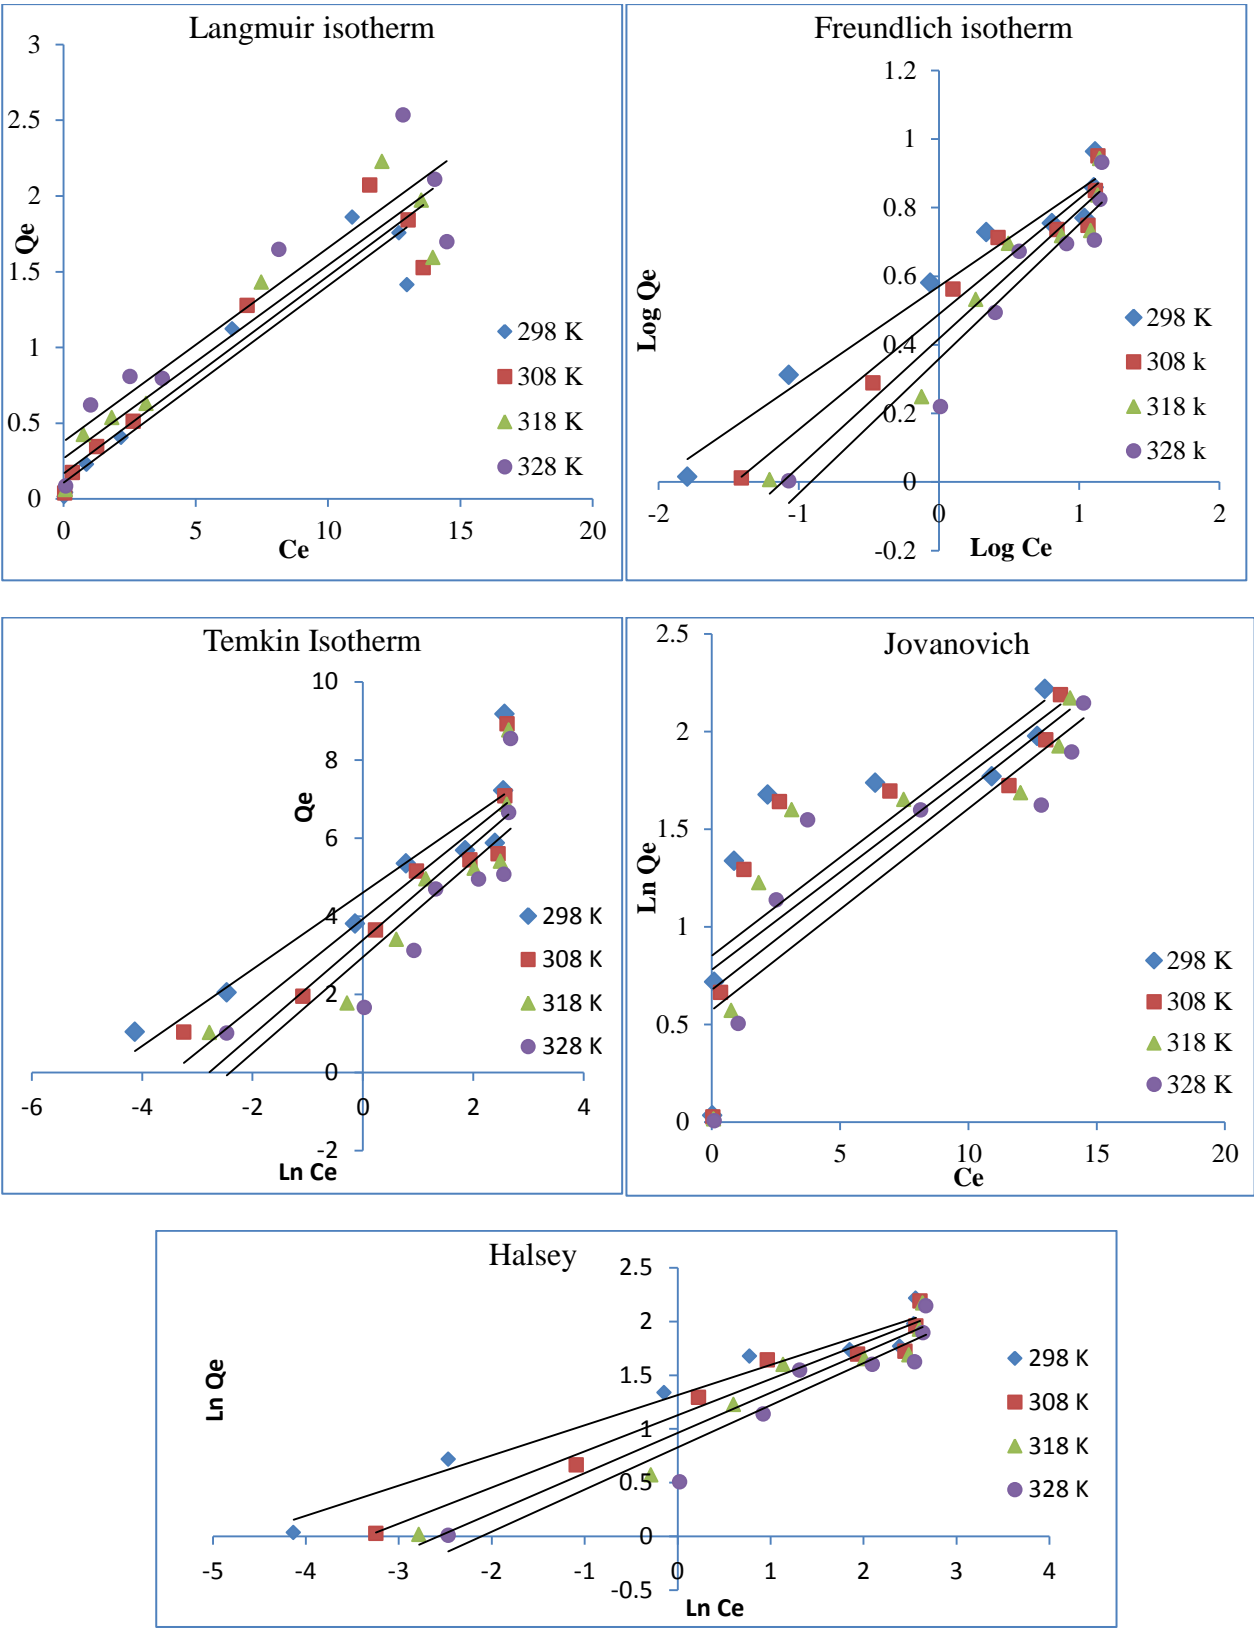 Langmuir isotherm
3
2.5
2
1.5
1
0.5
0
Qe
0 5 10 15 20
Ce
298 K
308 K
318 K
328 K
Freundlich isotherm
1.2
1
0.8
0.6
0.4
0.2
0
-0.2
Log Qe
-2 -1 0 1 2
Log Ce
298 K
308 k
318 k
328 k
Temkin Isotherm
10
8
6
4
2
0
-2
Qe
-6 -4 -2 0 2 4
Ln Ce
298 K
308 K
318 K
328 K
Jovanovich
2.5
2
1.5
1
0.5
0
Ln Qe
0 5 10 15 20
Ce
298 K
308 K
318 K
328 K
Halsey
2.5
2
1.5
1
0.5
0
-0.5
Ln Qe
-5 -4 -3 -2 -1 0 1 2 3 4
Ln Ce
298 K
308 K
318 K
328 K